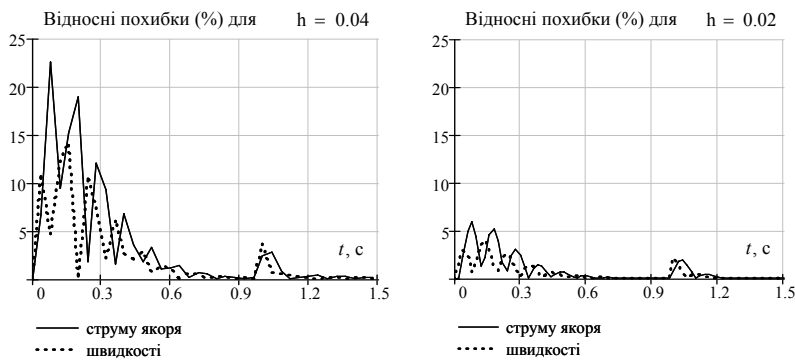 Відносні похибки (%) для h = 0.04
25
20
15
10
5
t, с
0 0.3 0.6 0.9 1.2 1.5
струму якоря
швидкості
Відносні похибки (%) для h = 0.02
25
20
15
10
5
t, с
0 0.3 0.6 0.9 1.2 1.5
струму якоря
швидкості